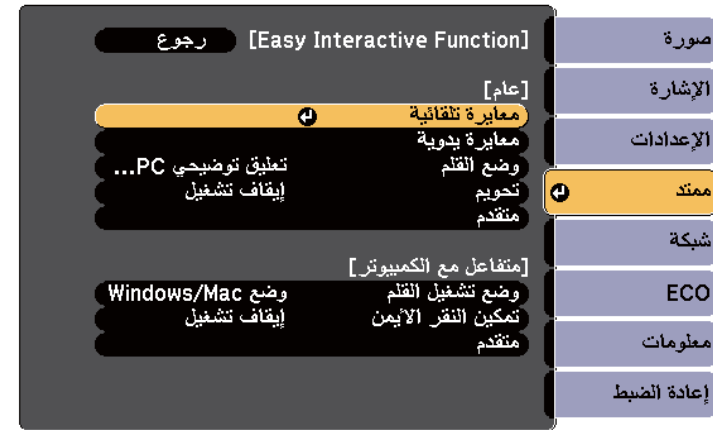 صورة
الإشارة
الإعدادات
ممتد
شبكة
ECO
معلومات
إعادة الضبط
[Easy Interactive Function] رجوع
[عام]
معايرة تلقائية
معايرة يدوية
وضع القلم تعليق توضيحي PC...
تحويم إيقاف تشغيل
متقدم
[متفاعل مع الكمبيوتر]
وضع تشغيل القلم وضع Windows/Mac
تمكين النقر الأيمن إيقاف تشغيل
متقدم